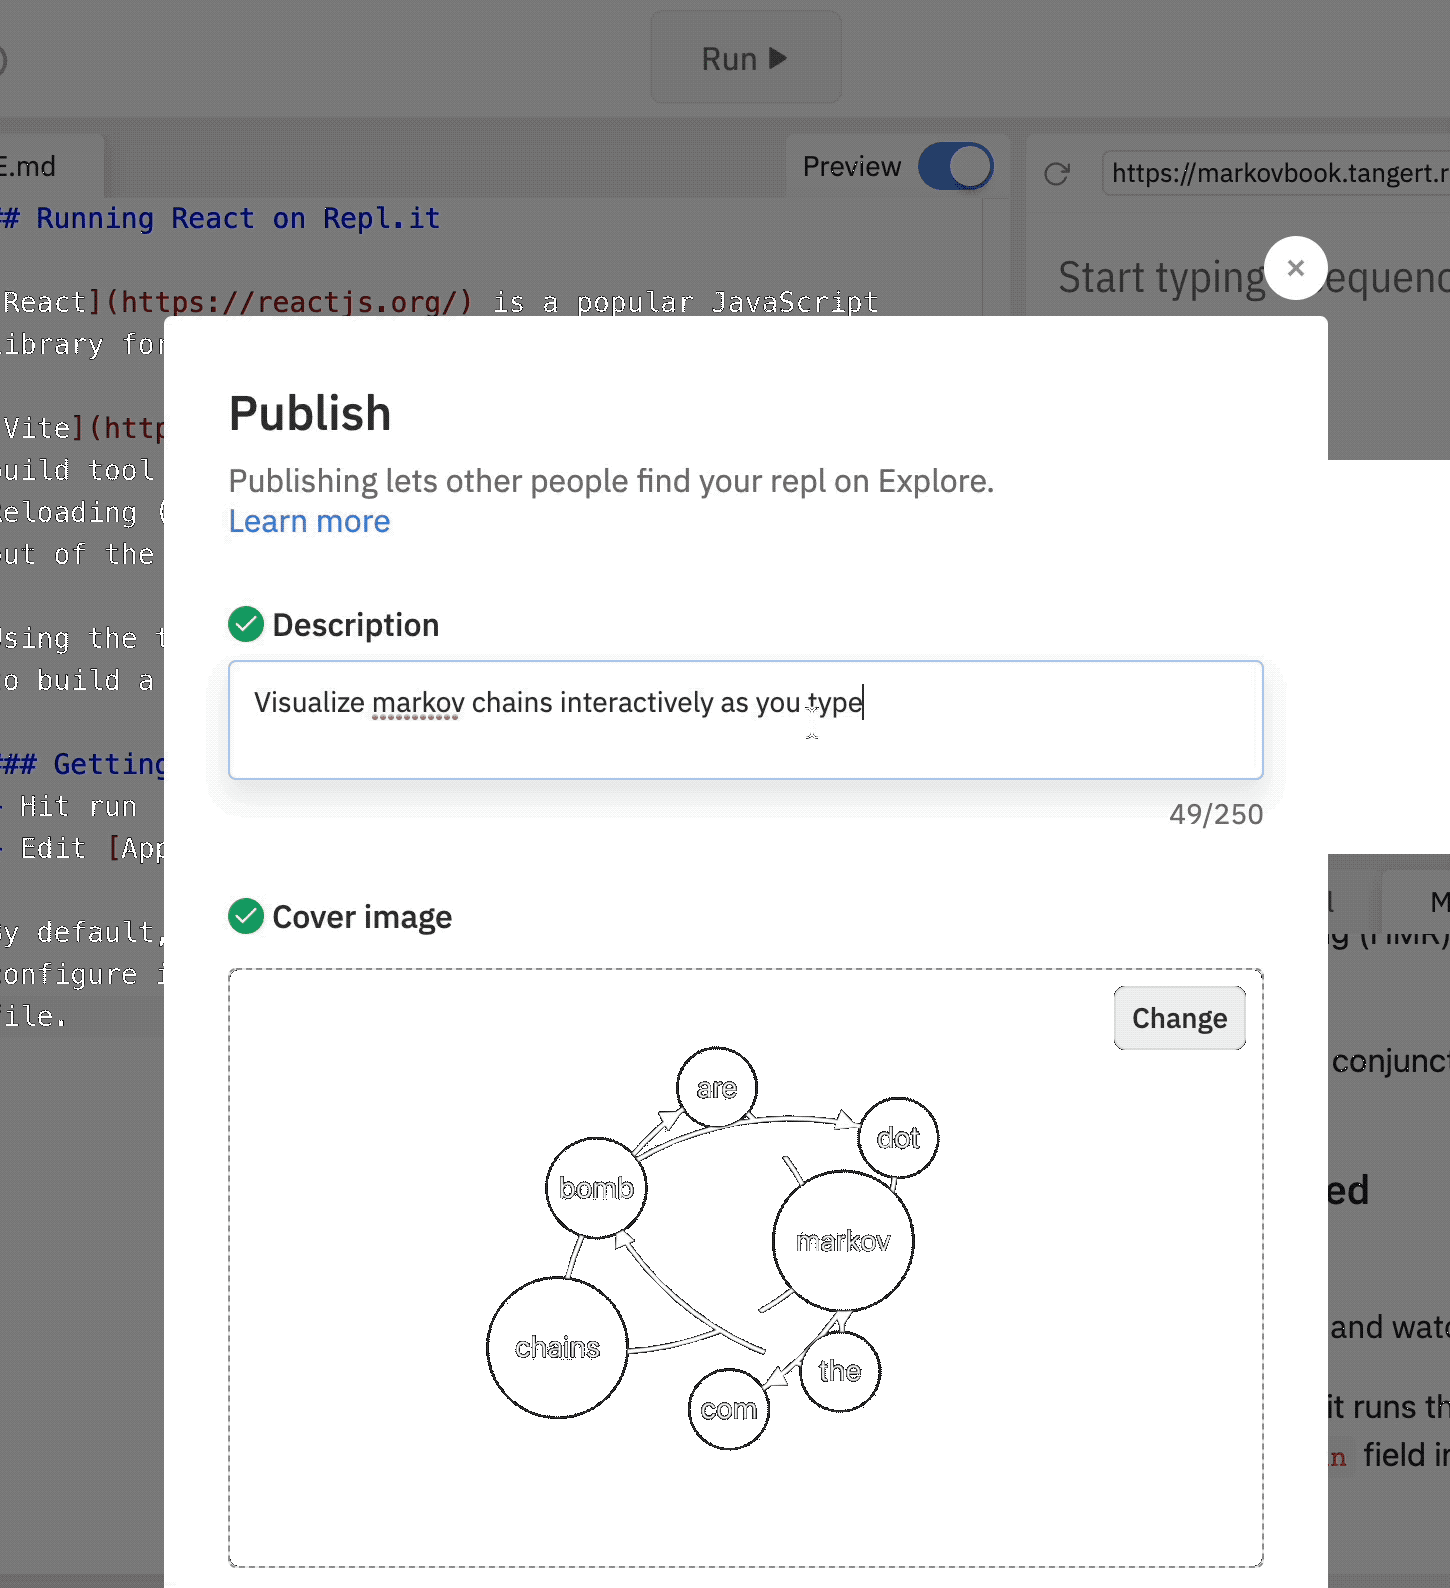 Run
E.md
Preview
https://markovbook.tangert.r
## Running React on Repl.it
Start typing
React](https://reactjs.org/) is a popular JavaScript
library for
Vite](http
build tool
Reloading (
out of the
Using the t
to build a
### Getting
- Hit run
- Edit [App
By default,
configure i
file.
Publish
Publishing lets other people find your repl on Explore.
Learn more
Description
Visualize markov chains interactively as you type
49/250
Cover image
Change
are
dot
bomb
markov
chains
the
com
M
(HMR)
conjunct
ed
and watc
it runs th
n field in